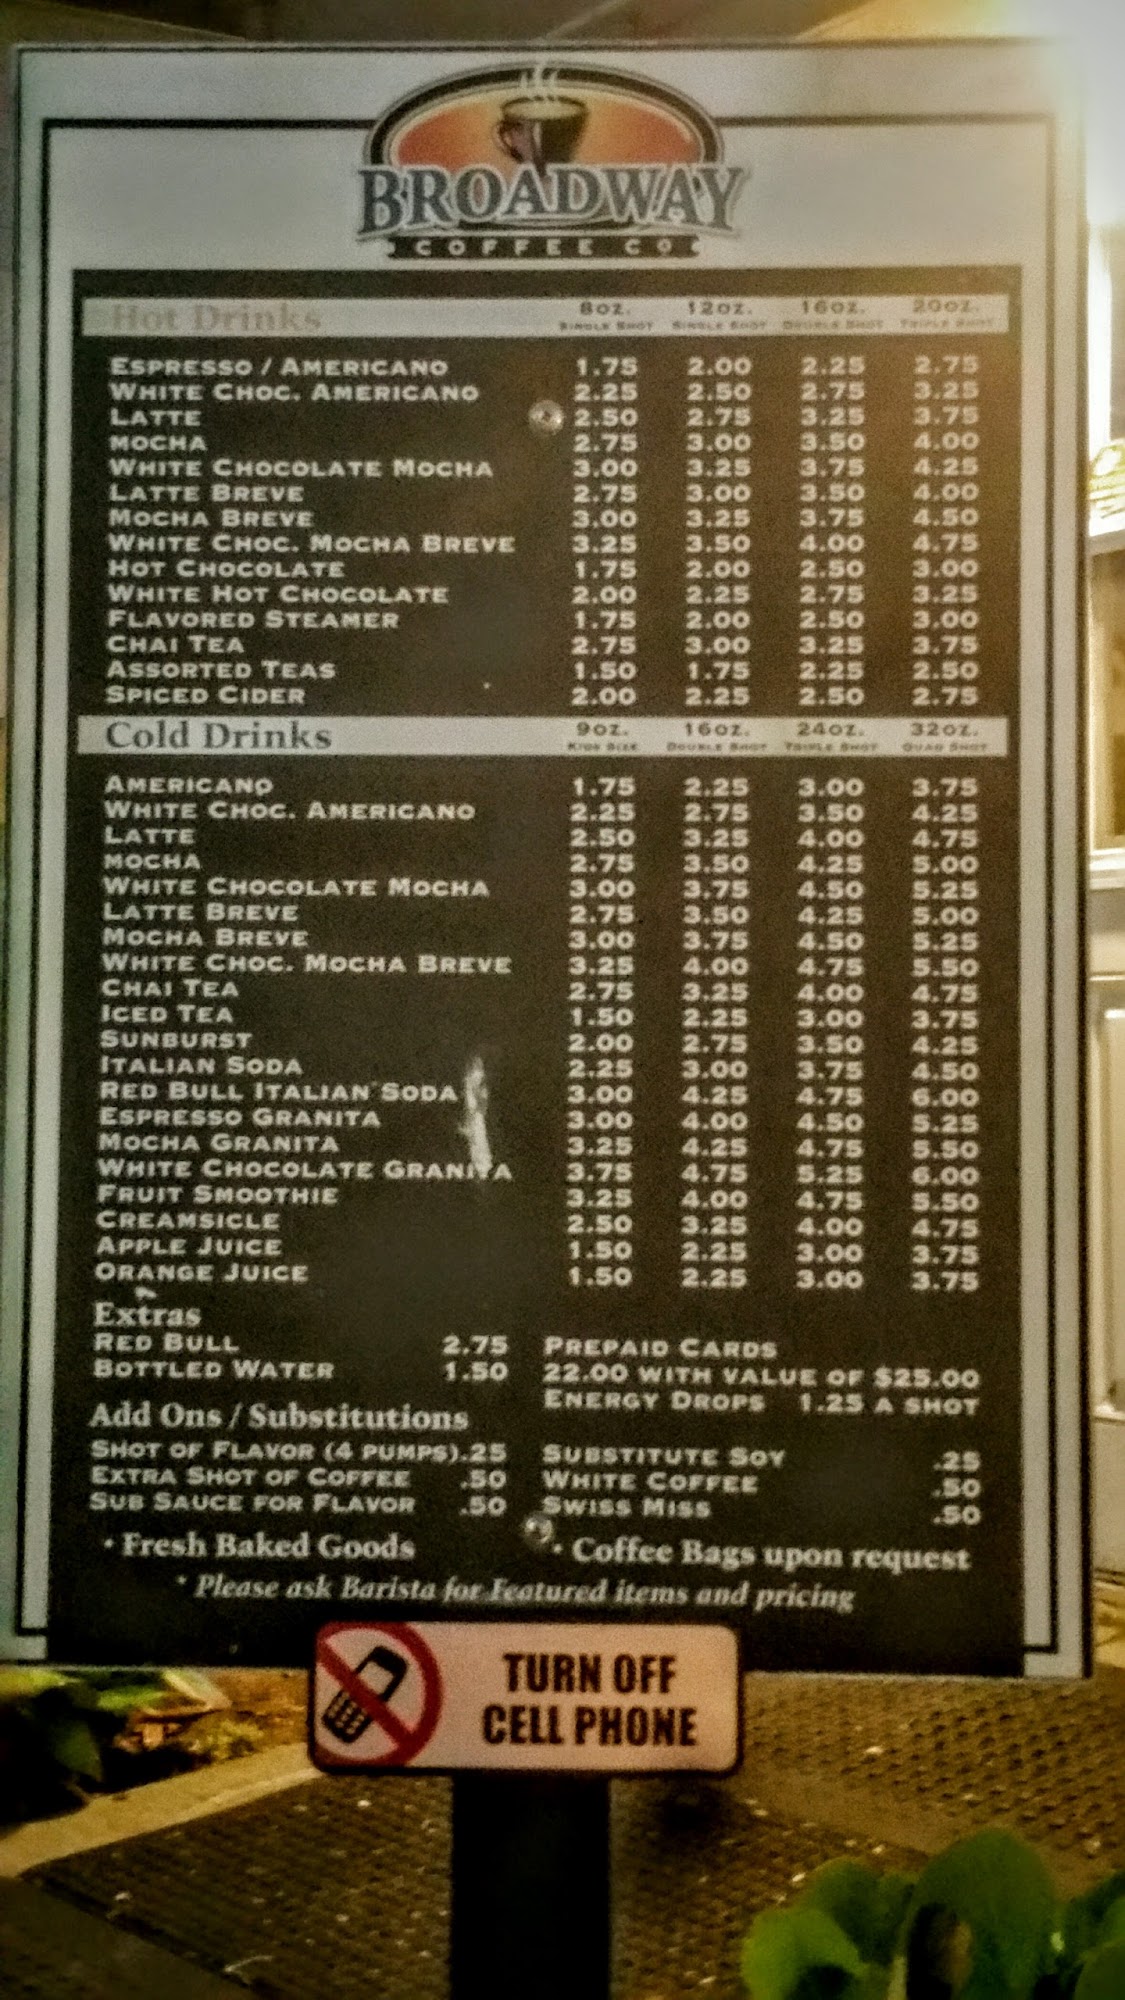 BROADWAY
COFFEE CO
Hot Drinks 8oz. 12oz. 16oz. 20oz.
SINGLE SHOT SINGLE SHOT DOUBLE SHOT TRIPLE SHOT
ESPRESSO / AMERICANO 1.75 2.00 2.25 2.75
WHITE CHOC. AMERICANO 2.25 2.50 2.75 3.25
LATTE 2.50 2.75 3.25 3.75
MOCHA 2.75 3.00 3.50 4.00
WHITE CHOCOLATE MOCHA 3.00 3.25 3.75 4.25
LATTE BREVE 2.75 3.00 3.50 4.00
MOCHA BREVE 3.00 3.25 3.75 4.50
WHITE CHOC. MOCHA BREVE 3.25 3.50 4.00 4.75
HOT CHOCOLATE 1.75 2.00 2.50 3.00
WHITE HOT CHOCOLATE 2.00 2.25 2.75 3.25
FLAVORED STEAMER 1.75 2.00 2.50 3.00
CHAI TEA 2.75 3.00 3.25 3.75
ASSORTED TEAS 1.50 1.75 2.25 2.50
SPICED CIDER 2.00 2.25 2.50 2.75
Cold Drinks 9oz. 16oz. 24oz. 32oz.
KIDS SIZE DOUBLE SHOT TRIPLE SHOT QUAD SHOT
AMERICANO 1.75 2.25 3.00 3.75
WHITE CHOC. AMERICANO 2.25 2.75 3.50 4.25
LATTE 2.50 3.25 4.00 4.75
MOCHA 2.75 3.50 4.25 5.00
WHITE CHOCOLATE MOCHA 3.00 3.75 4.50 5.25
LATTE BREVE 2.75 3.50 4.25 5.00
MOCHA BREVE 3.00 3.75 4.50 5.25
WHITE CHOC. MOCHA BREVE 3.25 4.00 4.75 5.50
CHAI TEA 2.75 3.25 4.00 4.75
ICED TEA 1.50 2.25 3.00 3.75
SUNBURST 2.00 2.75 3.50 4.25
ITALIAN SODA 2.25 3.00 3.75 4.50
RED BULL ITALIAN SODA 3.00 4.25 4.75 6.00
ESPRESSO GRANITA 3.00 4.00 4.50 5.25
MOCHA GRANITA 3.25 4.25 4.75 5.50
WHITE CHOCOLATE GRANITA 3.75 4.75 5.25 6.00
FRUIT SMOOTHIE 3.25 4.00 4.75 5.50
CREAMSICLE 2.50 3.25 4.00 4.75
APPLE JUICE 1.50 2.25 3.00 3.75
ORANGE JUICE 1.50 2.25 3.00 3.75
Extras
RED BULL 2.75 PREPAID CARDS
BOTTLED WATER 1.50 22.00 WITH VALUE OF $25.00
ENERGY DROPS 1.25 A SHOT
Add Ons / Substitutions
SHOT OF FLAVOR (4 PUMPS) .25 SUBSTITUTE SOY .25
EXTRA SHOT OF COFFEE .50 WHITE COFFEE .50
SUB SAUCE FOR FLAVOR .50 SWISS MISS .50
• Fresh Baked Goods • Coffee Bags upon request
* Please ask Barista for Featured items and pricing
TURN OFF
CELL PHONE